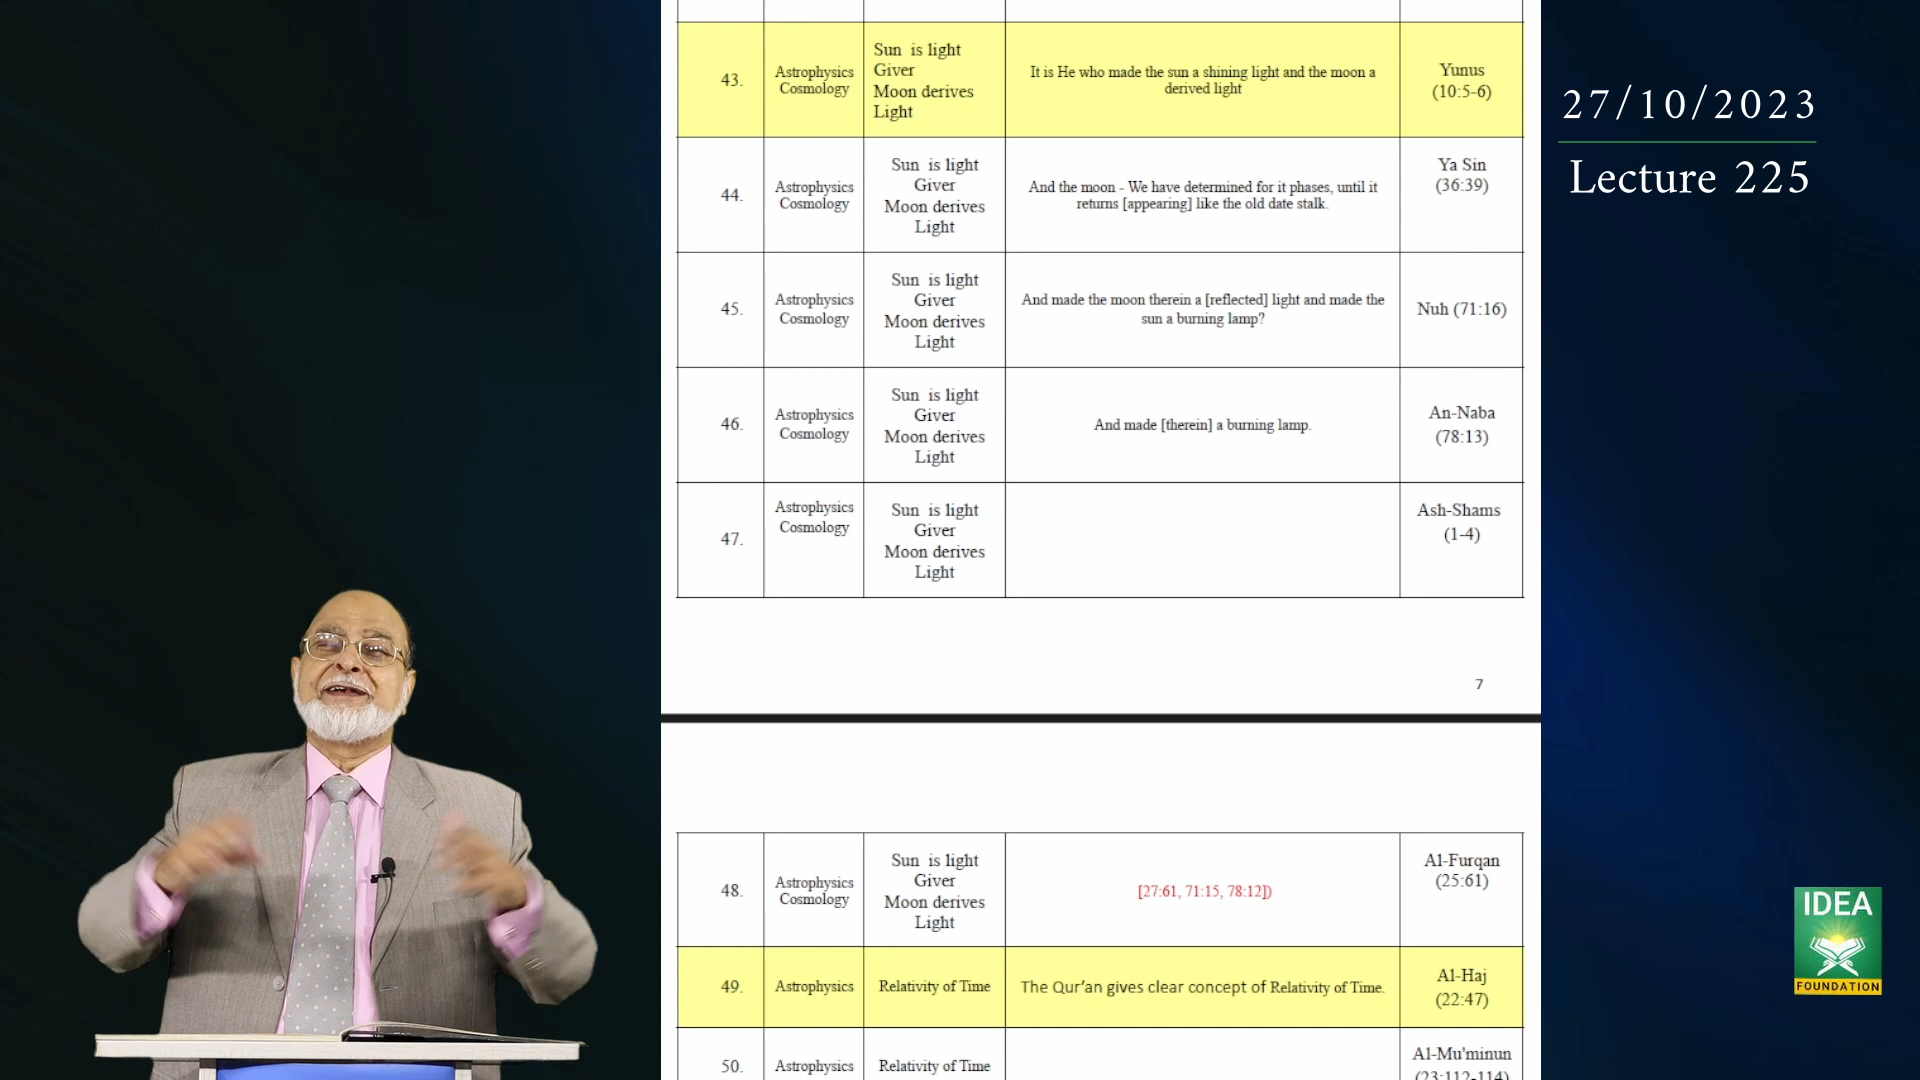 43.
Astrophysics
Cosmology
Sun is light
Giver
Moon derives
Light
It is He who made the sun a shining light and the moon a
derived light
Yunus
(10:5-6)
44.
Astrophysics
Cosmology
Sun is light
Giver
Moon derives
Light
And the moon - We have determined for it phases, until it
returns [appearing] like the old date stalk.
Ya Sin
(36:39)
45.
Astrophysics
Cosmology
Sun is light
Giver
Moon derives
Light
And made the moon therein a [reflected] light and made the
sun a burning lamp?
Nuh (71:16)
46.
Astrophysics
Cosmology
Sun is light
Giver
Moon derives
Light
And made [therein] a burning lamp.
An-Naba
(78:13)
47.
Astrophysics
Cosmology
Sun is light
Giver
Moon derives
Light
Ash-Shams
(1-4)
7
48.
Astrophysics
Cosmology
Sun is light
Giver
Moon derives
Light
[27:61, 71:15, 78:12])
Al-Furqan
(25:61)
49.
Astrophysics
Relativity of Time
The Qur’an gives clear concept of Relativity of Time.
Al-Haj
(22:47)
50.
Astrophysics
Relativity of Time
Al-Mu'minun
(23:112-114)
27/10/2023
Lecture 225
IDEA
FOUNDATION